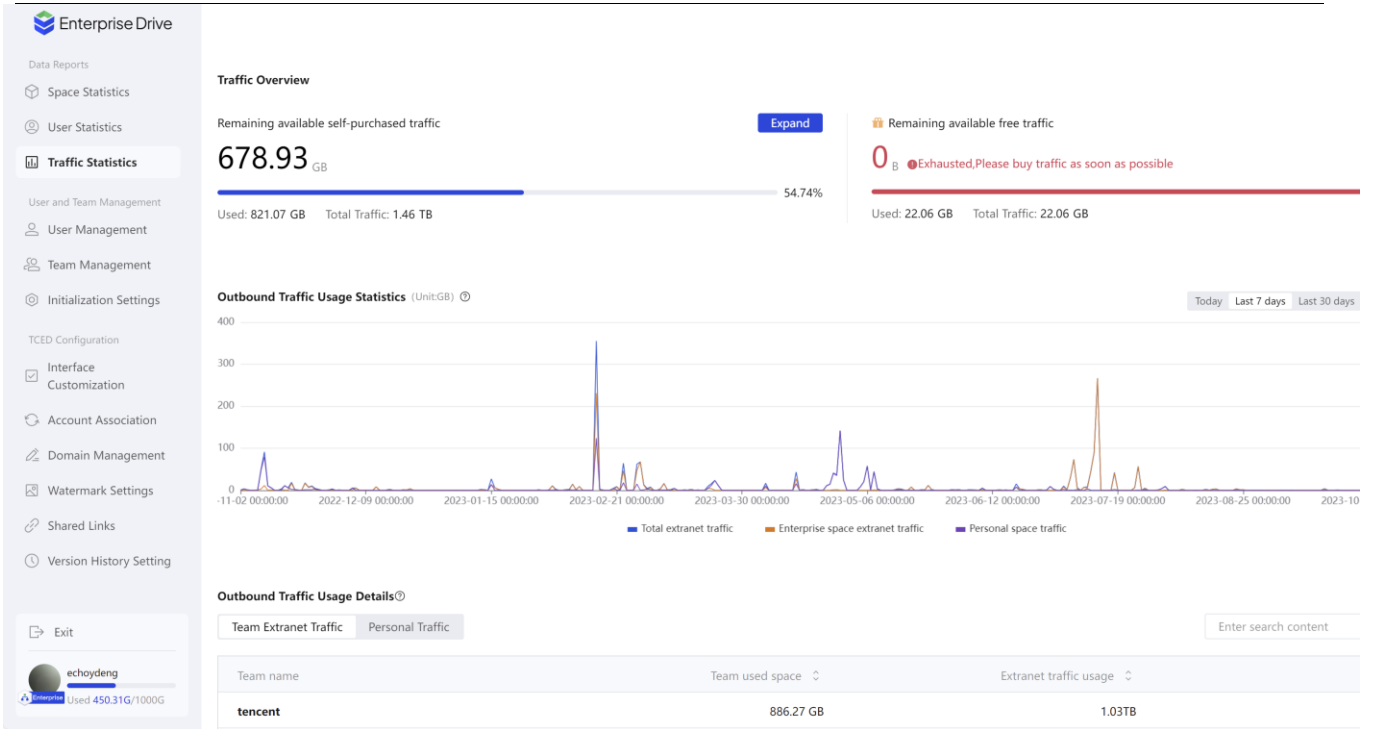 Enterprise Drive
Data Reports
Space Statistics
User Statistics
Traffic Statistics
User and Team Management
User Management
Team Management
Initialization Settings
TCED Configuration
Interface
Customization
Account Association
Domain Management
Watermark Settings
Shared Links
Version History Setting
Exit
echoydeng
Enterprise
Used 450.31G/1000G
Traffic Overview
Remaining available self-purchased traffic
Expand
678.93 GB
54.74%
Used: 821.07 GB Total Traffic: 1.46 TB
Remaining available free traffic
0 B Exhausted,Please buy traffic as soon as possible
Used: 22.06 GB Total Traffic: 22.06 GB
Outbound Traffic Usage Statistics (Unit:GB)
Today Last 7 days Last 30 days
400
300
200
100
0
-11-02 00:00:00 2022-12-09 00:00:00 2023-01-15 00:00:00 2023-02-21 00:00:00 2023-03-30 00:00:00 2023-05-06 00:00:00 2023-06-12 00:00:00 2023-07-19 00:00:00 2023-08-25 00:00:00 2023-10
Total extranet traffic Enterprise space extranet traffic Personal space traffic
Outbound Traffic Usage Details
Team Extranet Traffic Personal Traffic
Enter search content
Team name Team used space Extranet traffic usage
tencent 886.27 GB 1.03TB